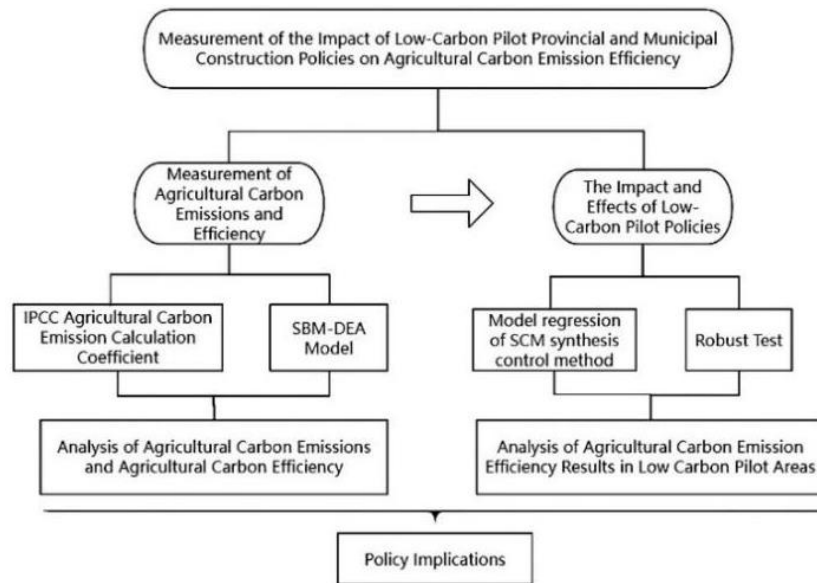 Measurement of the Impact of Low-Carbon Pilot Provincial and Municipal
Construction Policies on Agricultural Carbon Emission Efficiency
Measurement of
Agricultural Carbon
Emissions and
Efficiency
The Impact and
Effects of Low-
Carbon Pilot Policies
IPCC Agricultural Carbon
Emission Calculation
Coefficient
SBM-DEA
Model
Model regression
of SCM synthesis
control method
Robust Test
Analysis of Agricultural Carbon Emissions
and Agricultural Carbon Efficiency
Analysis of Agricultural Carbon Emission
Efficiency Results in Low Carbon Pilot Areas
Policy Implications